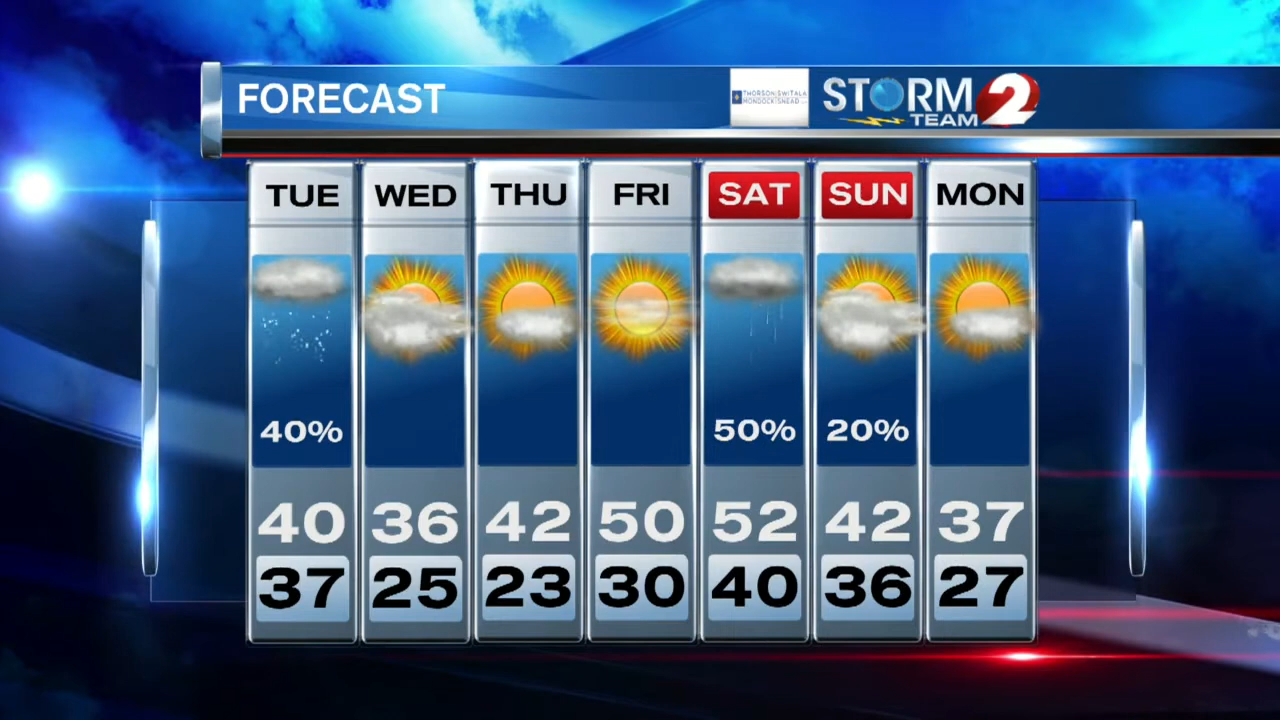 FORECAST
THORSON|SWITALA
MONDOCK|SNEAD
STORM
TEAM 2
TUE WED THU FRI SAT SUN MON
40% 50% 20%
40 36 42 50 52 42 37
37 25 23 30 40 36 27